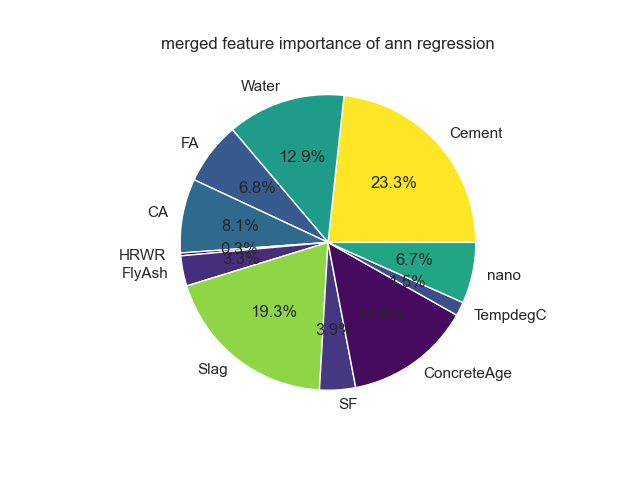 merged feature importance of ann regression
Water
Cement
FA
12.9%
23.3%
6.8%
CA
8.1%
0.3%
HRWR
3.3%
FlyAsh
6.7%
nano
1.5%
TempdegC
19.3%
3.9%
Slag
ConcreteAge
SF